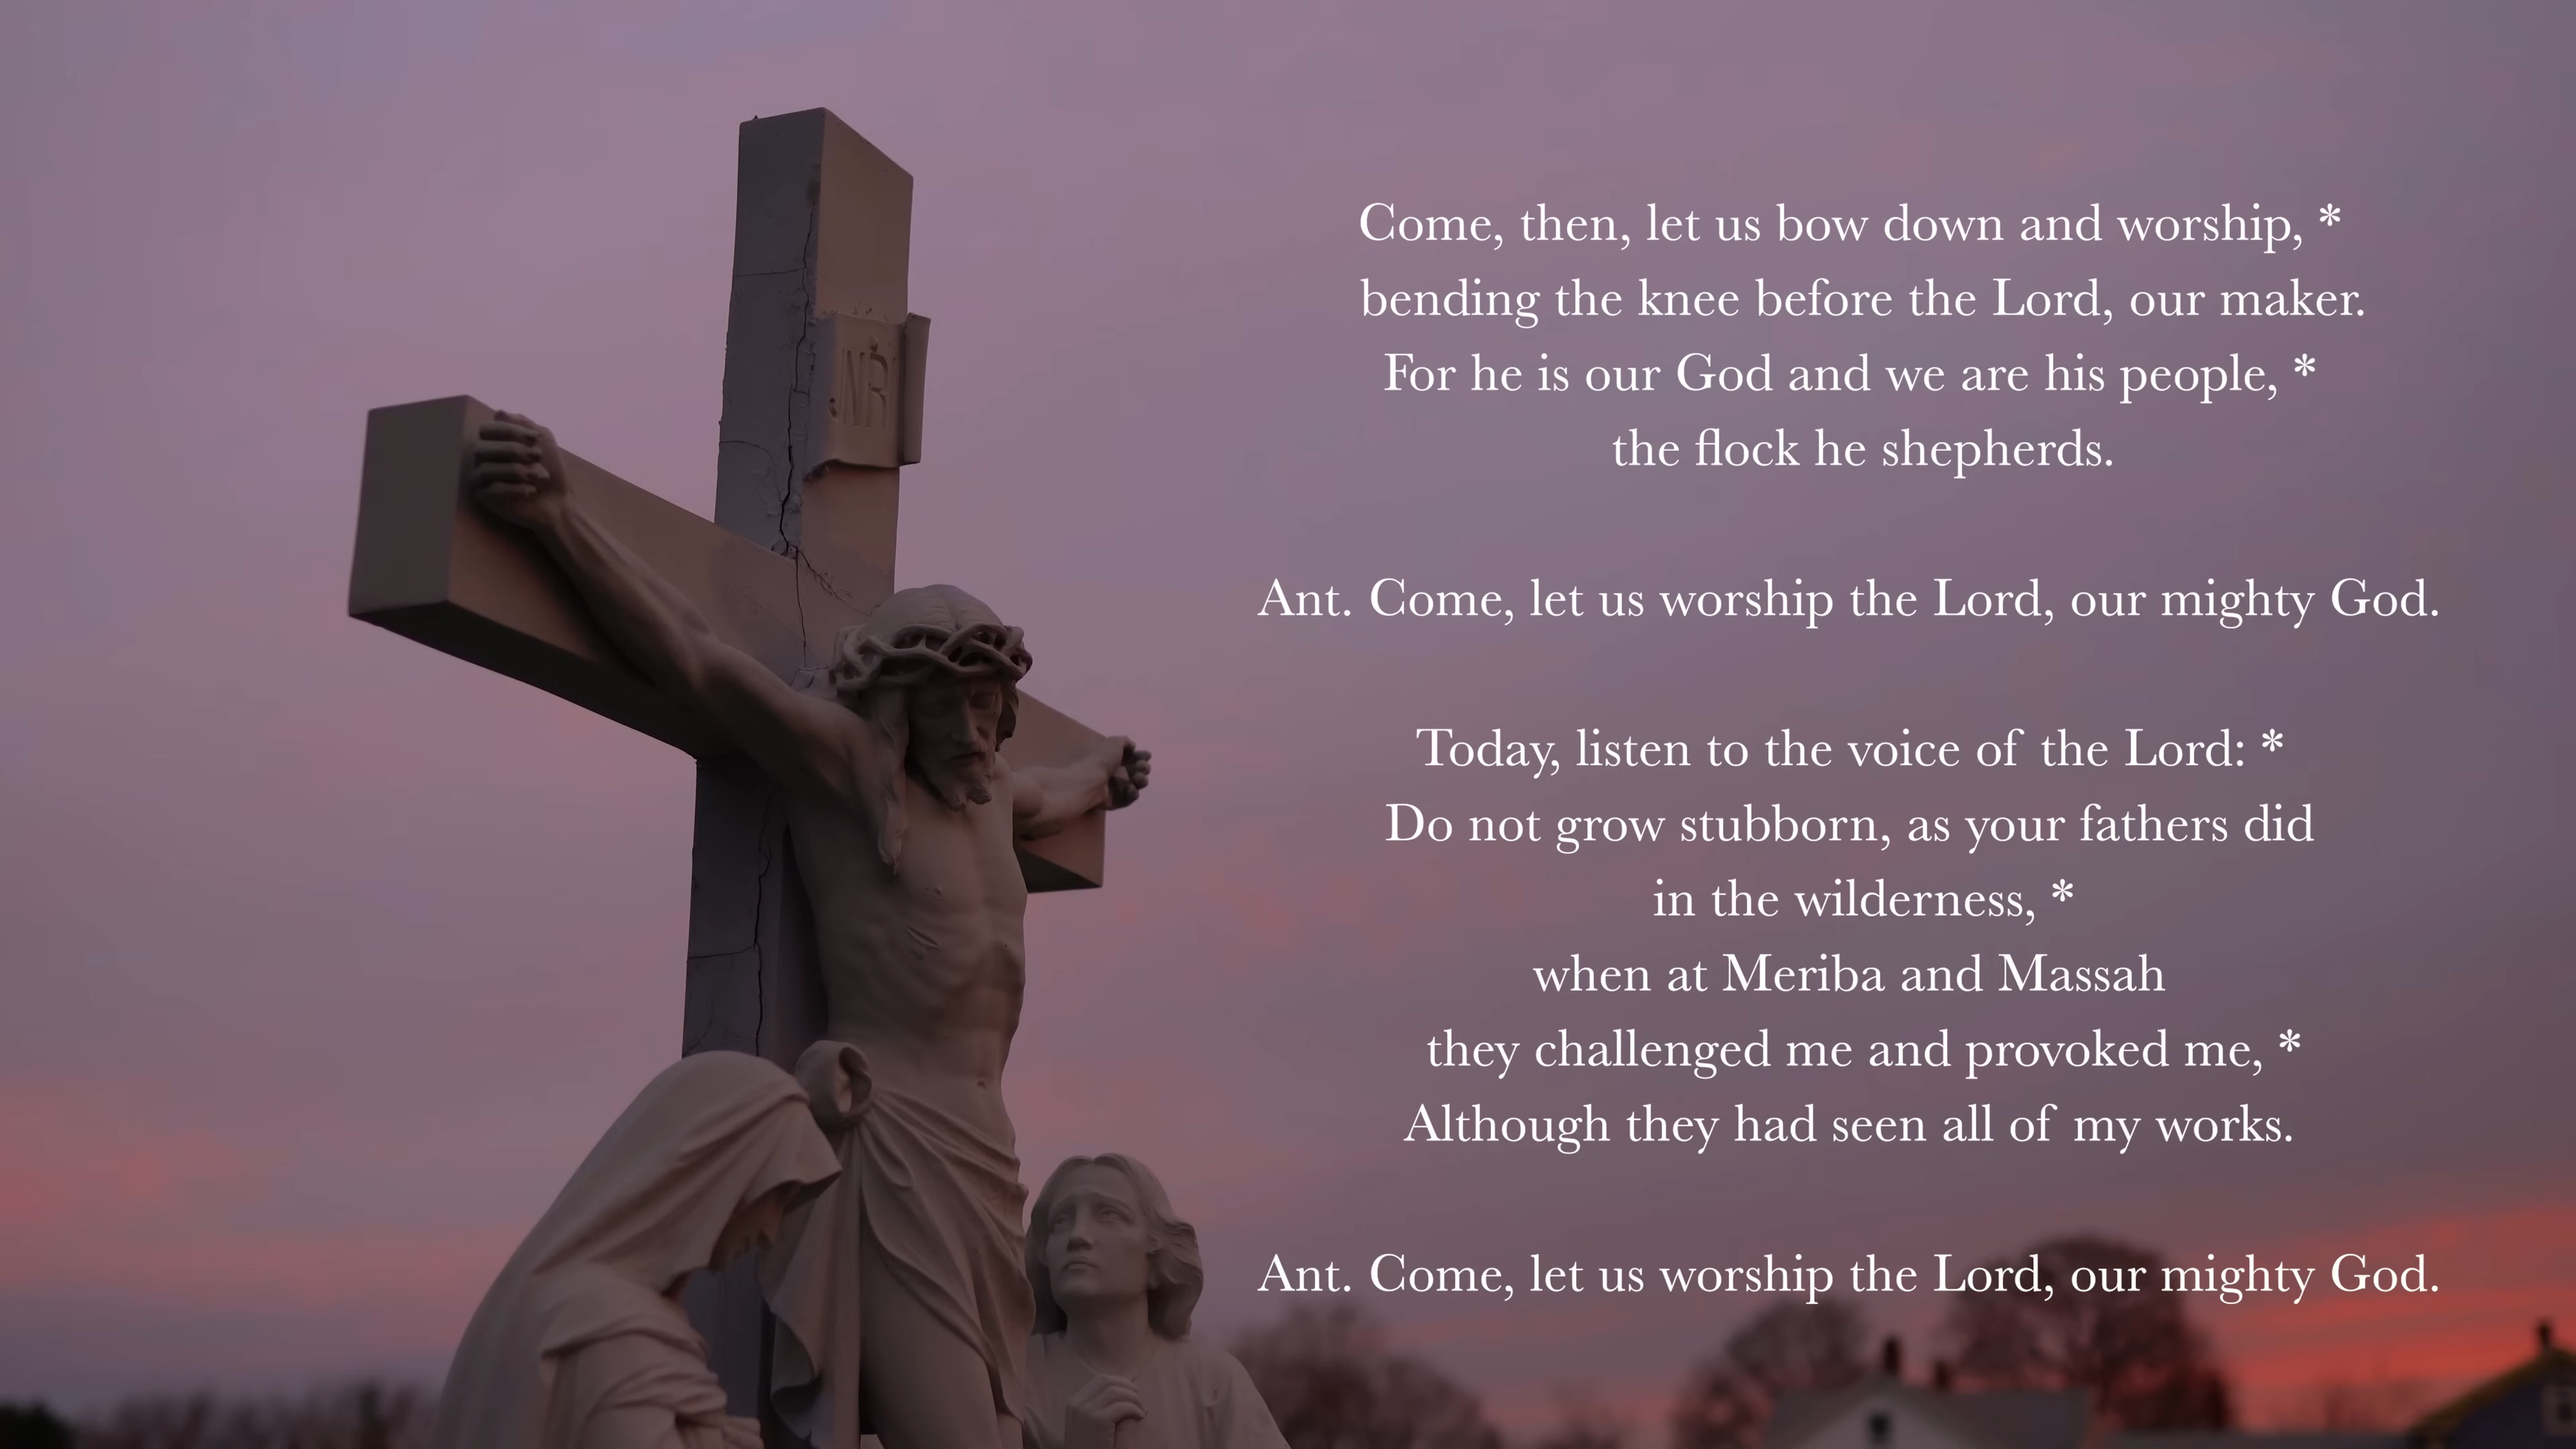 INRI
Come, then, let us bow down and worship, *
bending the knee before the Lord, our maker.
For he is our God and we are his people, *
the flock he shepherds.
Ant. Come, let us worship the Lord, our mighty God.
Today, listen to the voice of the Lord: *
Do not grow stubborn, as your fathers did
in the wilderness, *
when at Meriba and Massah
they challenged me and provoked me, *
Although they had seen all of my works.
Ant. Come, let us worship the Lord, our mighty God.